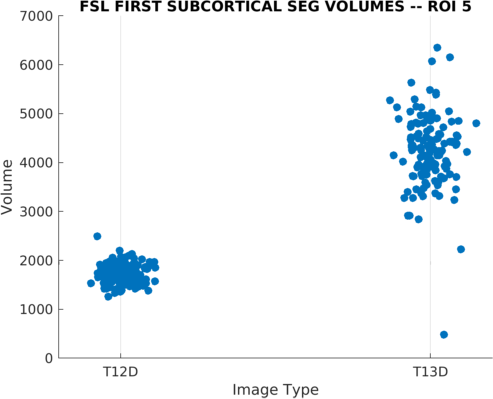 FSL FIRST SUBCORTICAL SEG VOLUMES -- ROI 5
7000
6000
5000
4000
3000
2000
1000
0
Volume
T12D T13D
Image Type